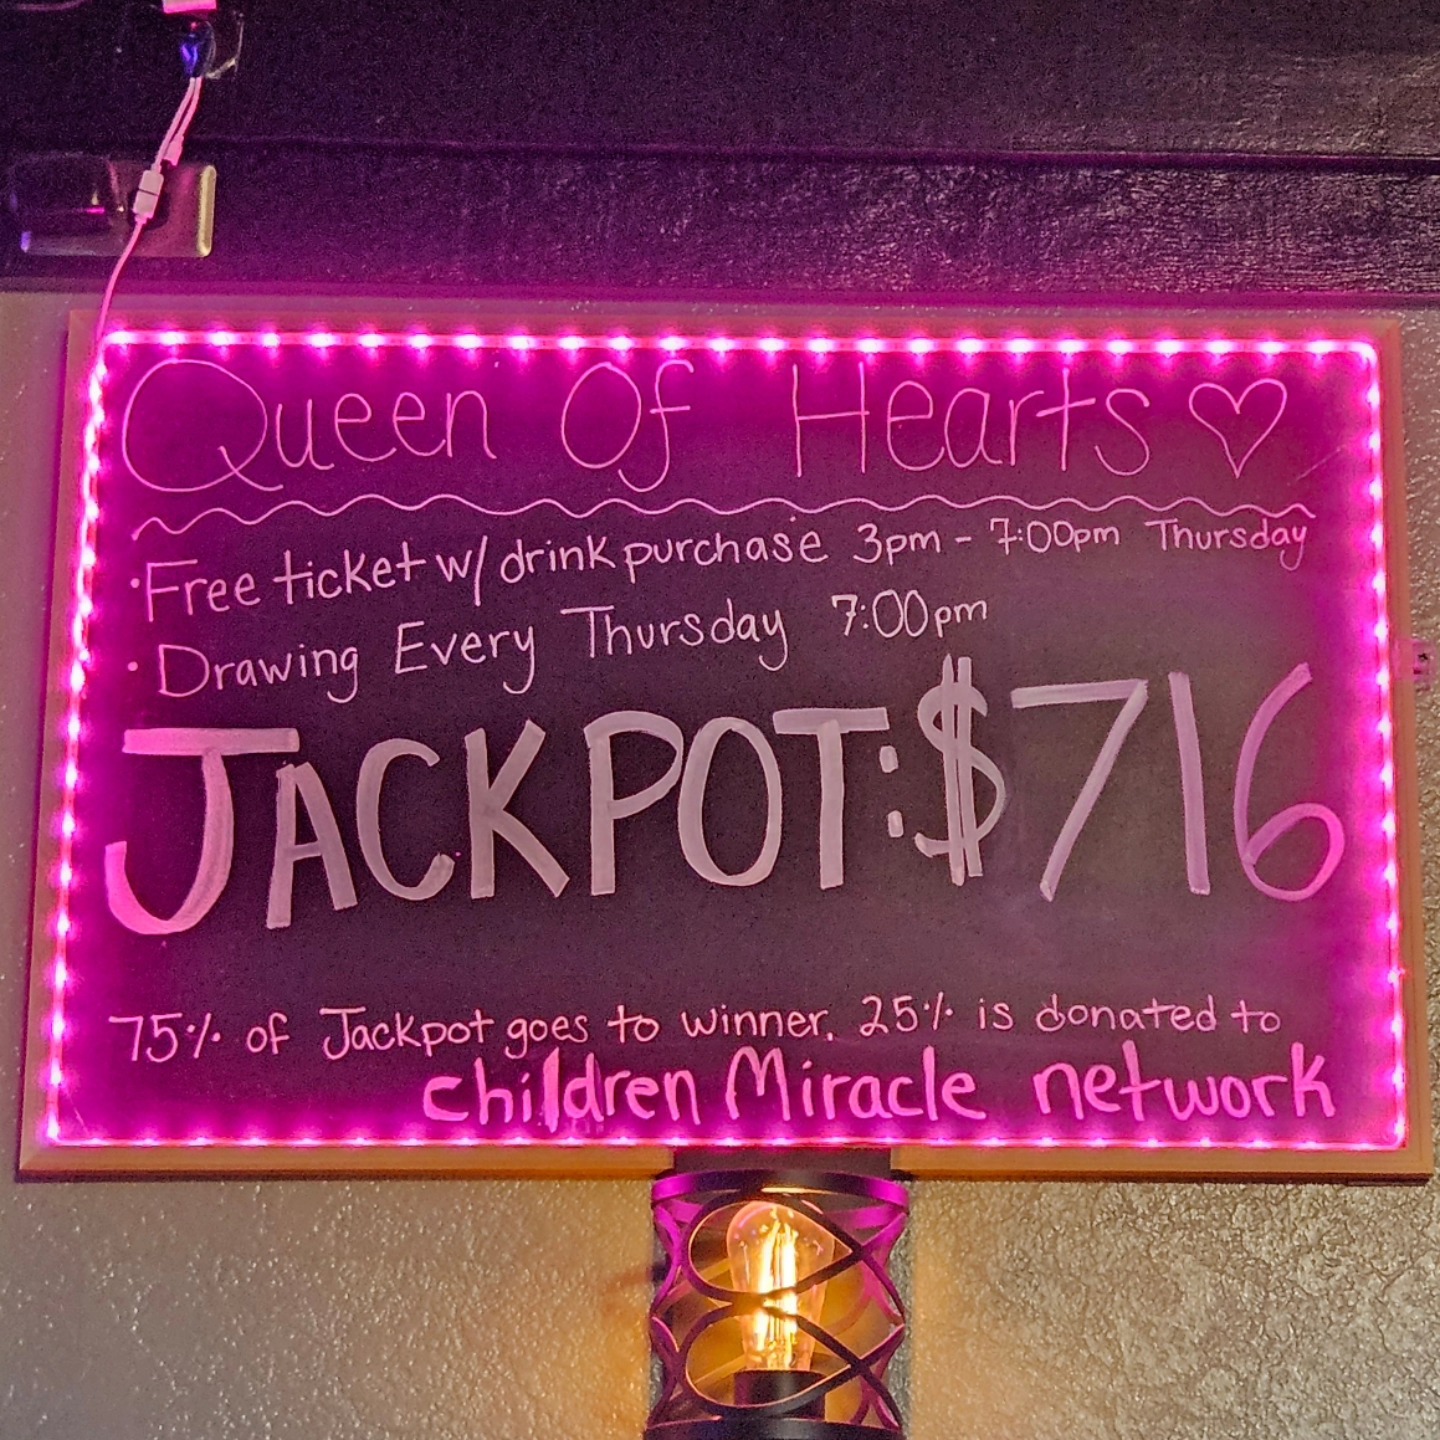 Queen Of Hearts ♡
•Free ticket w/ drink purchase 3pm - 7:00pm Thursday
• Drawing Every Thursday 7:00pm
JACKPOT: $716
75% of Jackpot goes to winner. 25% is donated to
children Miracle network